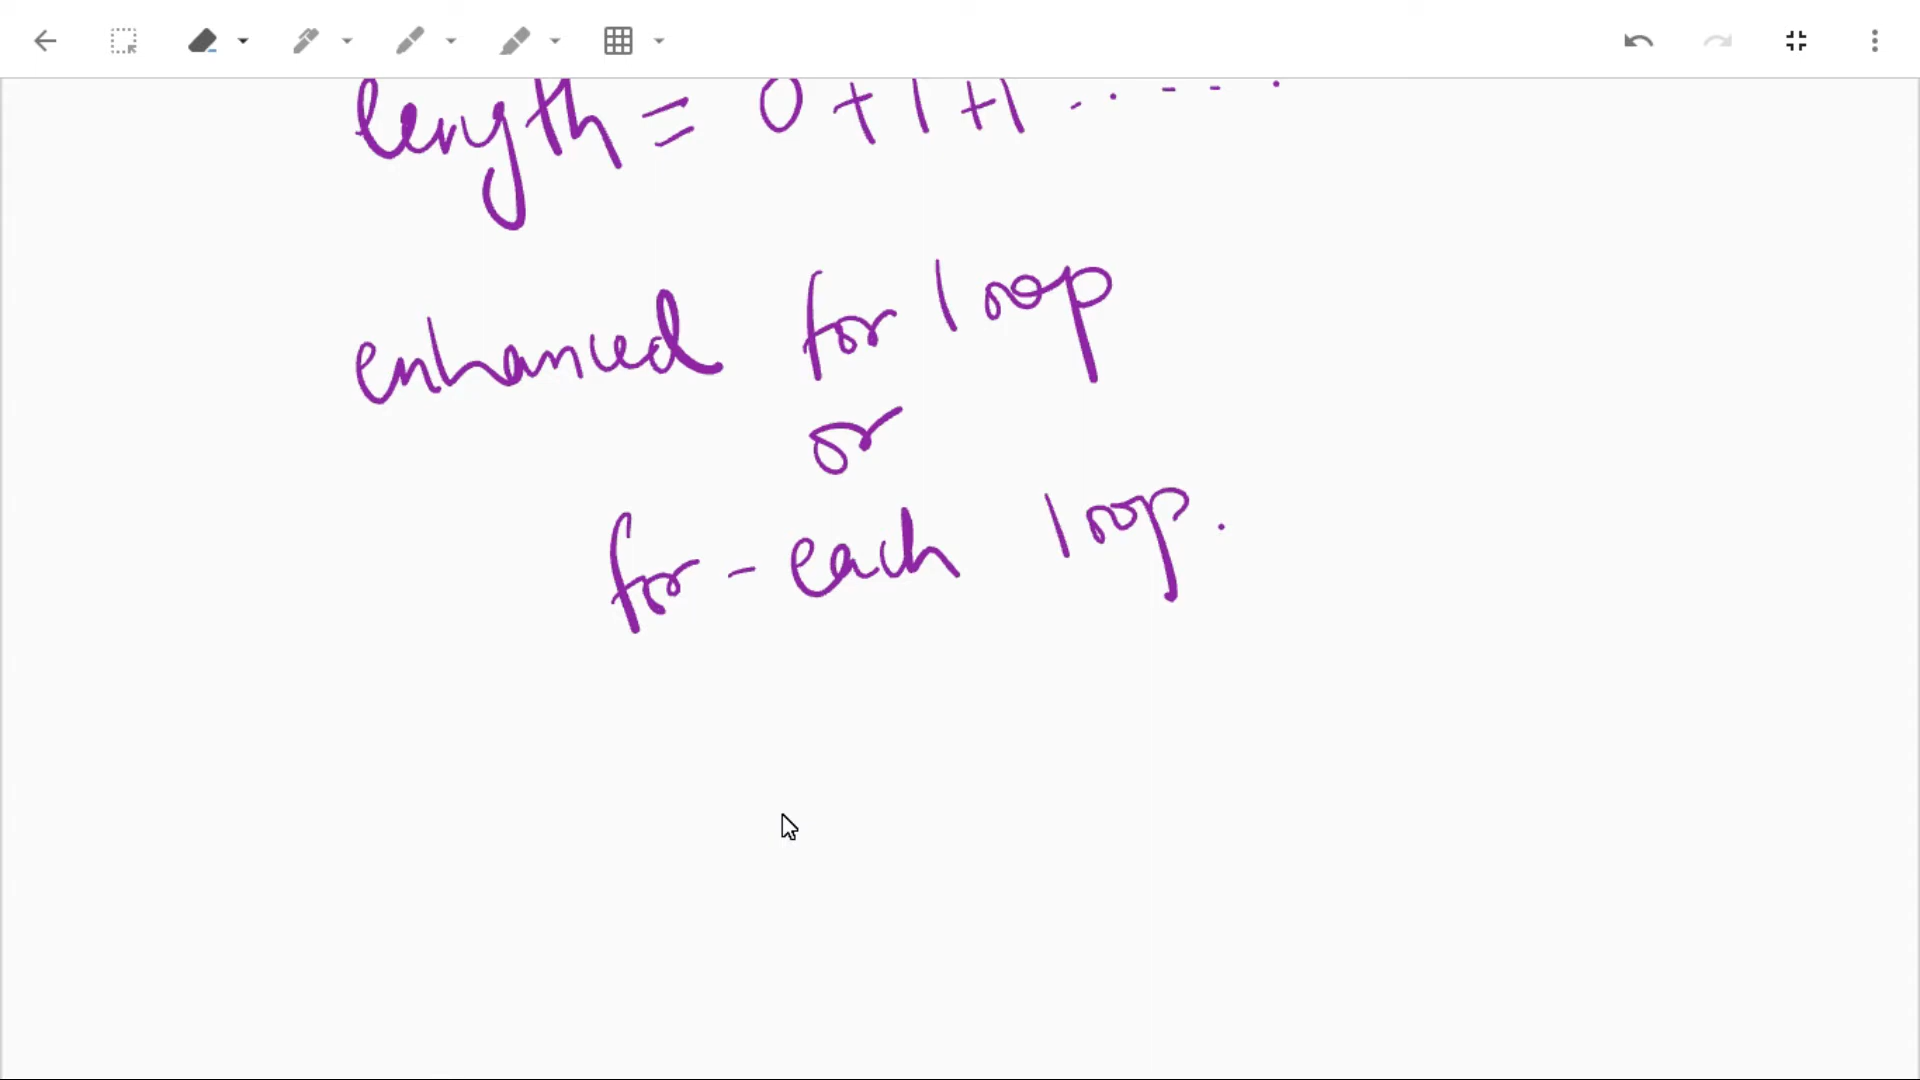 length = 0 + 1 + 1 . . - - .
enhanced for loop
or
for - each loop.